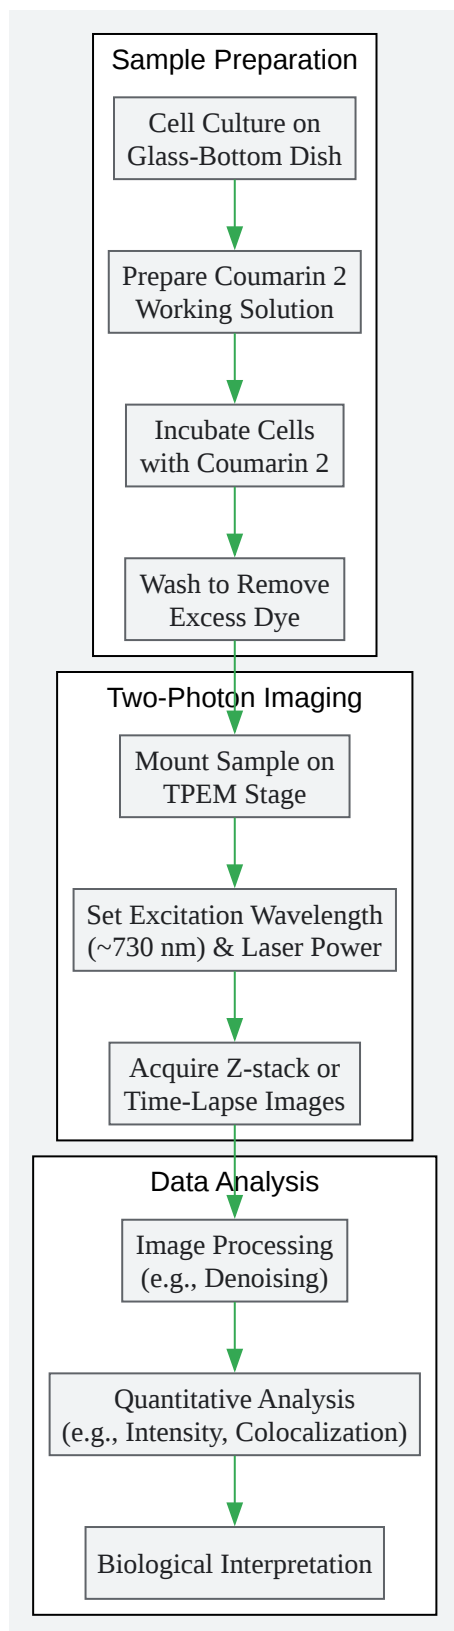 Sample Preparation
Cell Culture on
Glass-Bottom Dish
Prepare Coumarin 2
Working Solution
Incubate Cells
with Coumarin 2
Wash to Remove
Excess Dye
Two-Photon Imaging
Mount Sample on
TPEM Stage
Set Excitation Wavelength
(~730 nm) & Laser Power
Acquire Z-stack or
Time-Lapse Images
Data Analysis
Image Processing
(e.g., Denoising)
Quantitative Analysis
(e.g., Intensity, Colocalization)
Biological Interpretation